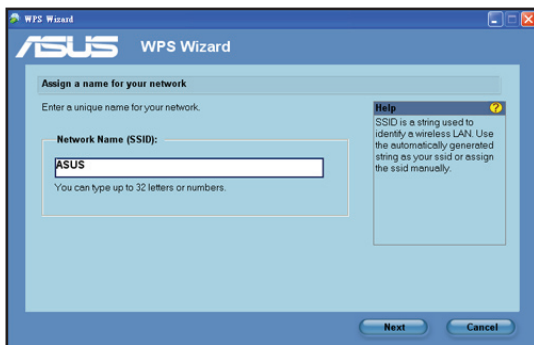 WPS Wizard
ASUS WPS Wizard
Assign a name for your network
Enter a unique name for your network.
Network Name (SSID):
ASUS
You can type up to 32 letters or numbers.
Help ?
SSID is a string used to
identify a wireless LAN. Use
the automatically generated
string as your ssid or assign
the ssid manually.
Next Cancel